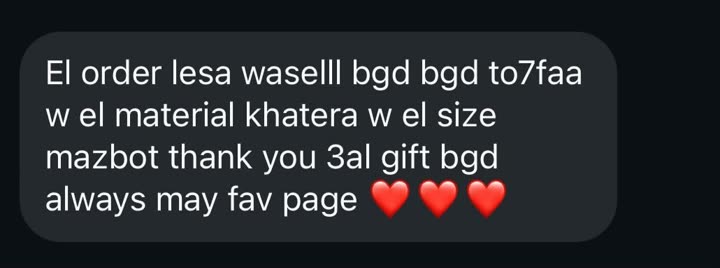 El order lesa waselll bgd bgd to7faa
w el material khatera w el size
mazbot thank you 3al gift bgd
always may fav page ❤️❤️❤️